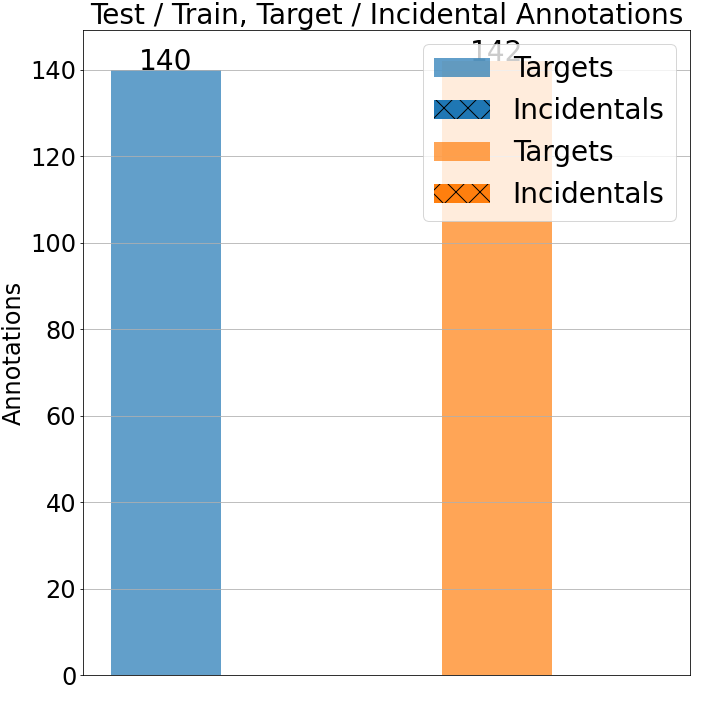 Test / Train, Target / Incidental Annotations
140
142
Targets
Incidentals
Targets
Incidentals
Annotations
140
120
100
80
60
40
20
0